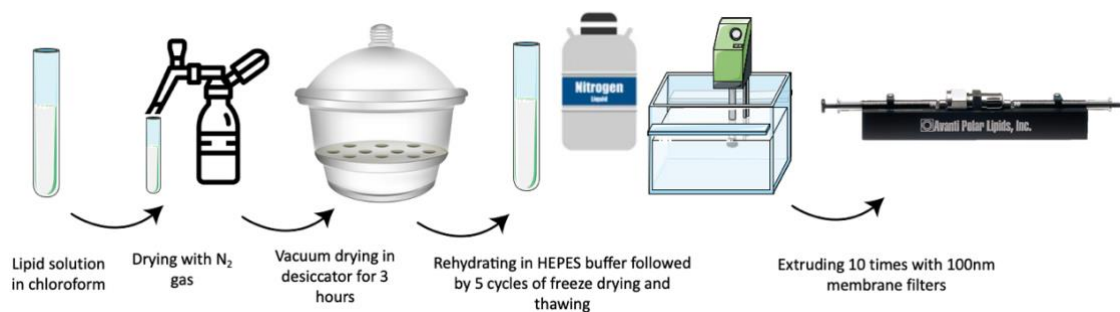 Nitrogen
Liquid
Avanti Polar Lipids, Inc.
Lipid solution
in chloroform
Drying with N₂
gas
Vacuum drying in
desiccator for 3
hours
Rehydrating in HEPES buffer followed
by 5 cycles of freeze drying and
thawing
Extruding 10 times with 100nm
membrane filters